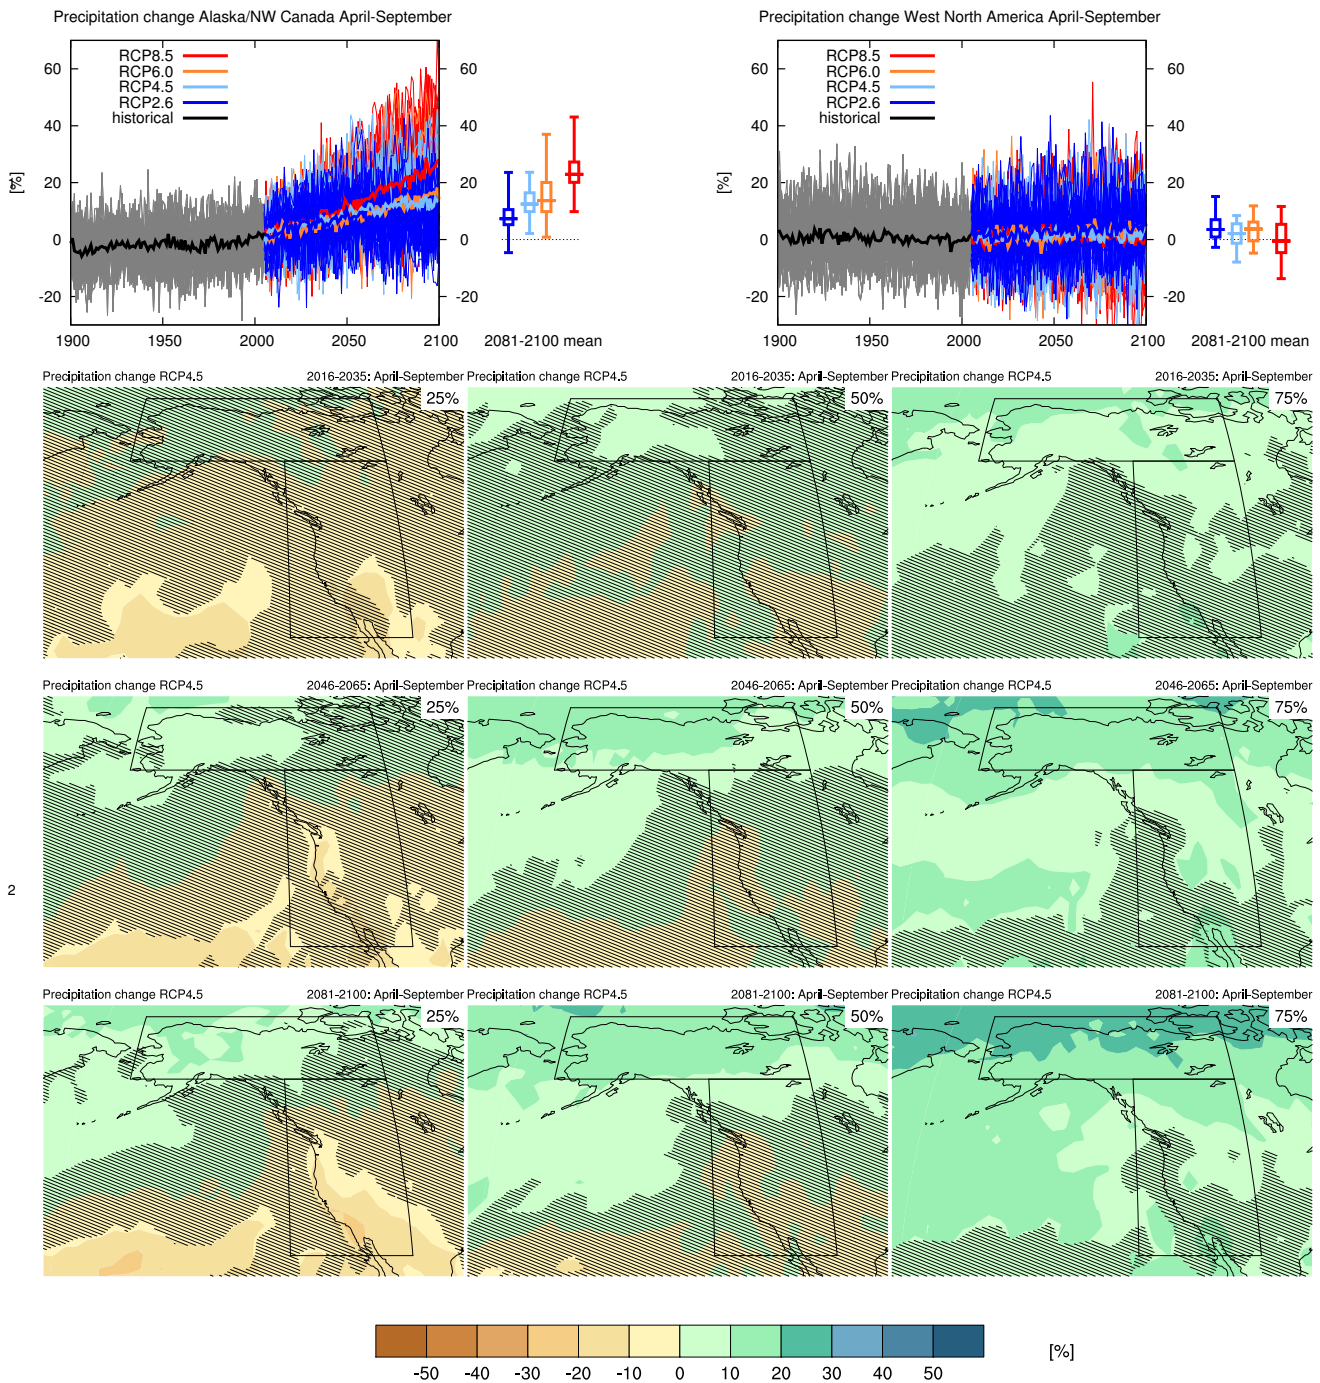 Precipitation change Alaska/NW Canada April-September
Precipitation change West North America April-September
60
40
20
0
-20
[%]
RCP8.5
RCP6.0
RCP4.5
RCP2.6
historical
60
40
20
0
-20
1900 1950 2000 2050 2100 2081-2100 mean
60
40
20
0
-20
[%]
RCP8.5
RCP6.0
RCP4.5
RCP2.6
historical
60
40
20
0
-20
1900 1950 2000 2050 2100 2081-2100 mean
Precipitation change RCP4.5 2016-2035: April-September
25%
Precipitation change RCP4.5 2016-2035: April-September
50%
Precipitation change RCP4.5 2016-2035: April-September
75%
Precipitation change RCP4.5 2046-2065: April-September
25%
Precipitation change RCP4.5 2046-2065: April-September
50%
Precipitation change RCP4.5 2046-2065: April-September
75%
2
Precipitation change RCP4.5 2081-2100: April-September
25%
Precipitation change RCP4.5 2081-2100: April-September
50%
Precipitation change RCP4.5 2081-2100: April-September
75%
-50 -40 -30 -20 -10 0 10 20 30 40 50
[%]